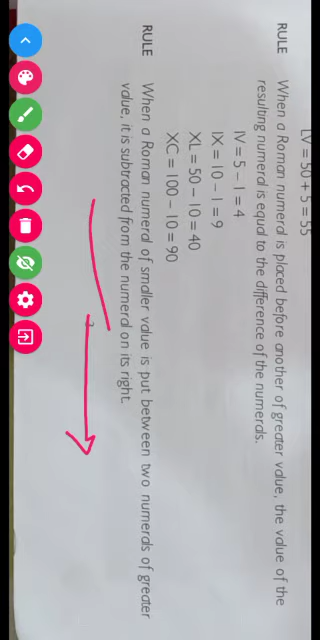 LV = 50 + 5 = 55
RULE When a Roman numeral is placed before another of greater value, the value of the
resulting numeral is equal to the difference of the numerals.
IV = 5 - 1 = 4
IX = 10 - 1 = 9
XL = 50 - 10 = 40
XC = 100 - 10 = 90
RULE When a Roman numeral of smaller value is put between two numerals of greater
value, it is subtracted from the numeral on its right.